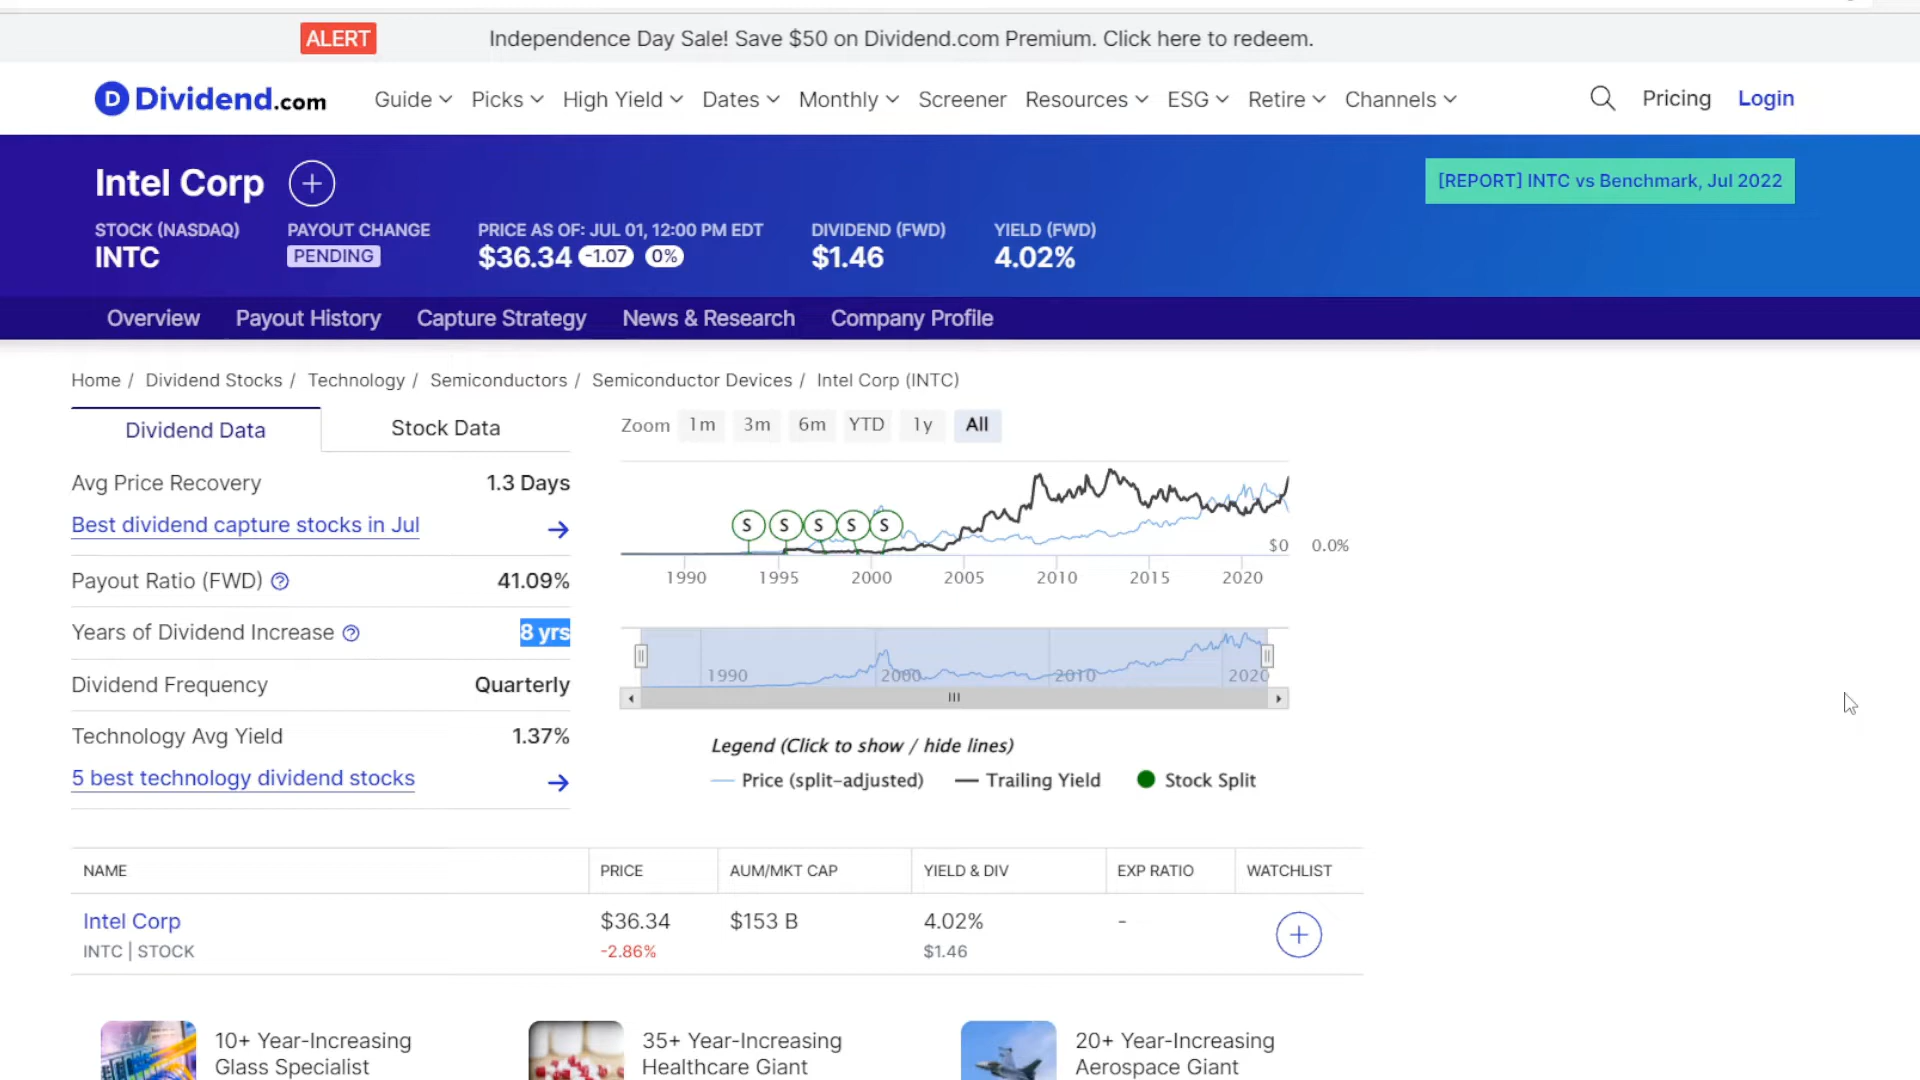 ALERT Independence Day Sale! Save $50 on Dividend.com Premium. Click here to redeem.
D Dividend.com Guide Picks High Yield Dates Monthly Screener Resources ESG Retire Channels Pricing Login
Intel Corp
[REPORT] INTC vs Benchmark, Jul 2022
STOCK (NASDAQ) PAYOUT CHANGE PRICE AS OF: JUL 01, 12:00 PM EDT DIVIDEND (FWD) YIELD (FWD)
INTC PENDING $36.34 -1.07 0% $1.46 4.02%
Overview Payout History Capture Strategy News & Research Company Profile
Home / Dividend Stocks / Technology / Semiconductors / Semiconductor Devices / Intel Corp (INTC)
Dividend Data Stock Data
Zoom 1m 3m 6m YTD 1y All
Avg Price Recovery 1.3 Days
Best dividend capture stocks in Jul
Payout Ratio (FWD) ? 41.09%
Years of Dividend Increase ? 8 yrs
Dividend Frequency Quarterly
Technology Avg Yield 1.37%
5 best technology dividend stocks
S S S S S
$0 0.0%
1990 1995 2000 2005 2010 2015 2020
1990 2000 2010 2020
Legend (Click to show / hide lines)
Price (split-adjusted) Trailing Yield Stock Split
NAME PRICE AUM/MKT CAP YIELD & DIV EXP RATIO WATCHLIST
Intel Corp $36.34 $153 B 4.02% -
INTC | STOCK -2.86% $1.46
10+ Year-Increasing
Glass Specialist
35+ Year-Increasing
Healthcare Giant
20+ Year-Increasing
Aerospace Giant